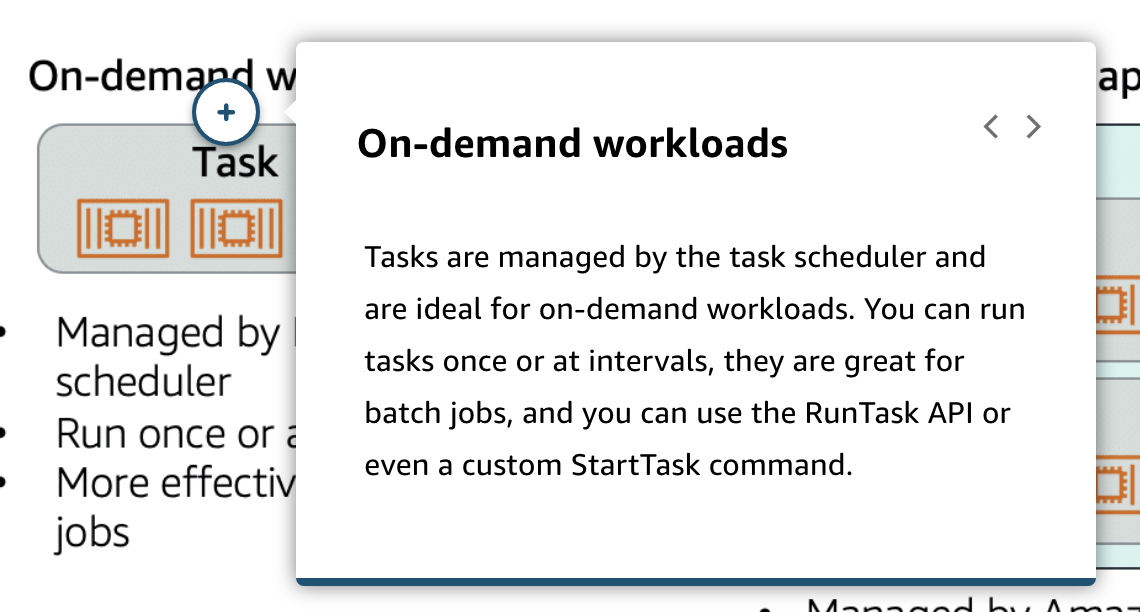 On-demand
Task
Managed by
scheduler
Run once or
More
jobs
On-demand workloads
Tasks are managed by the task scheduler and
are ideal for on-demand workloads. You can run
tasks once or at intervals, they are great for
batch jobs, and you can use the RunTask API or
even a custom StartTask command.
Managed by